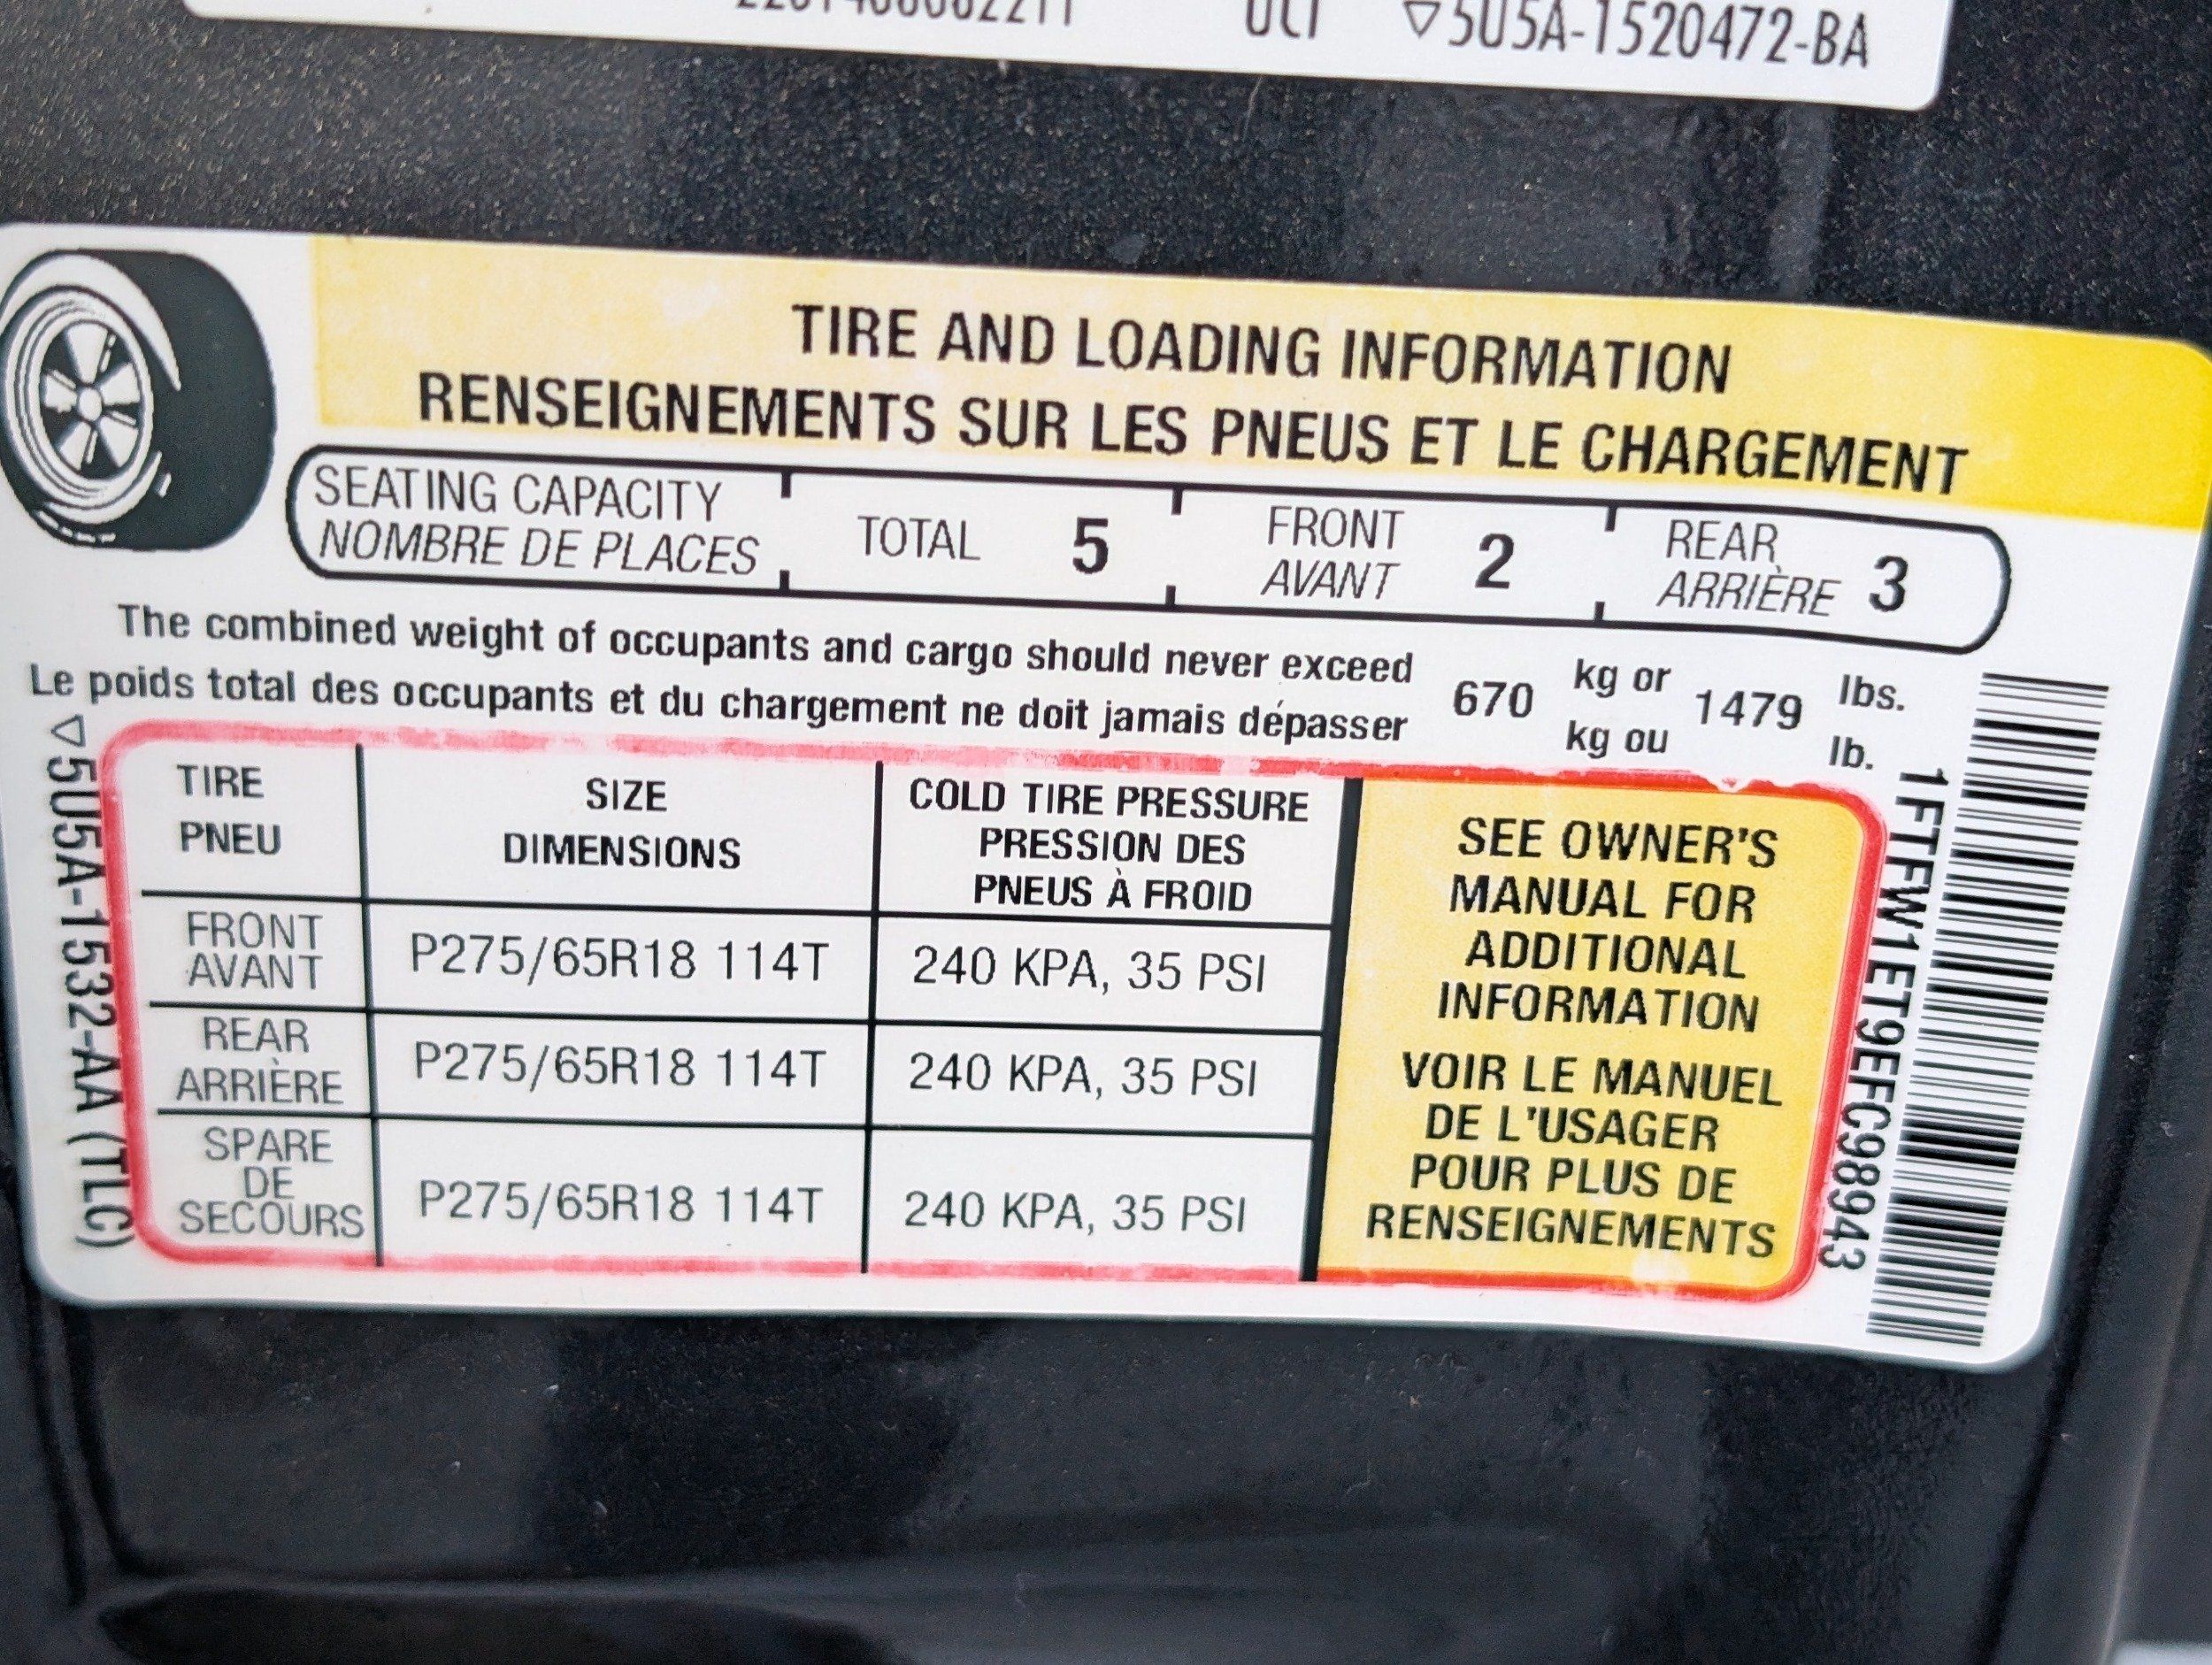 ▽5U5A-1520472-BA
TIRE AND LOADING INFORMATION
RENSEIGNEMENTS SUR LES PNEUS ET LE CHARGEMENT
SEATING CAPACITY
NOMBRE DE PLACES
TOTAL 5
FRONT
AVANT
2
REAR
ARRIÈRE
3
The combined weight of occupants and cargo should never exceed
Le poids total des occupants et du chargement ne doit jamais dépasser
670
kg or
kg ou
1479
lbs.
lb.
▽5U5A-1532-AA (TLC)
TIRE
PNEU
SIZE
DIMENSIONS
COLD TIRE PRESSURE
PRESSION DES
PNEUS À FROID
FRONT
AVANT
P275/65R18 114T
240 KPA, 35 PSI
REAR
ARRIÈRE
P275/65R18 114T
240 KPA, 35 PSI
SPARE
DE
SECOURS
P275/65R18 114T
240 KPA, 35 PSI
SEE OWNER'S
MANUAL FOR
ADDITIONAL
INFORMATION
VOIR LE MANUEL
DE L'USAGER
POUR PLUS DE
RENSEIGNEMENTS
1FTFW1ET9EFC98943